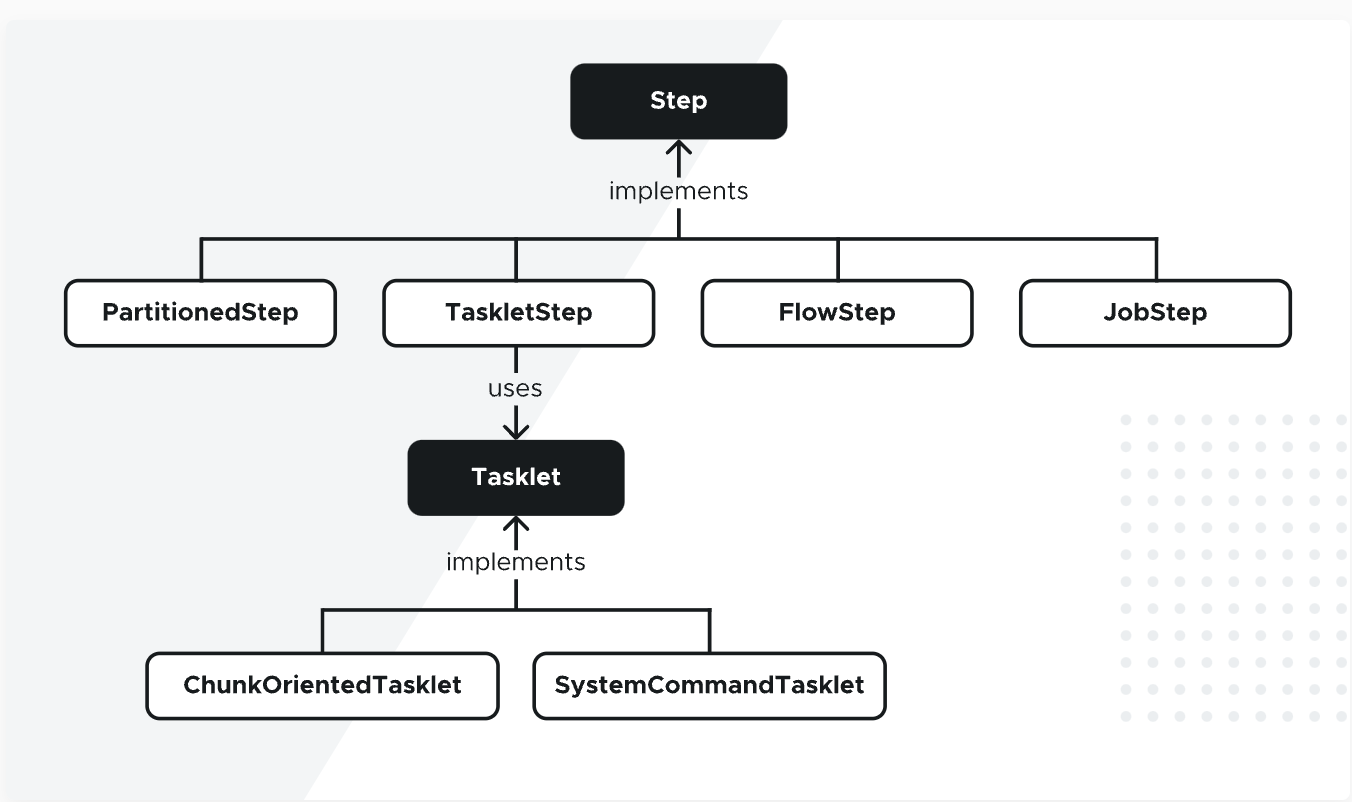 Step
implements
PartitionedStep
TaskletStep
FlowStep
JobStep
uses
Tasklet
implements
ChunkOrientedTasklet
SystemCommandTasklet